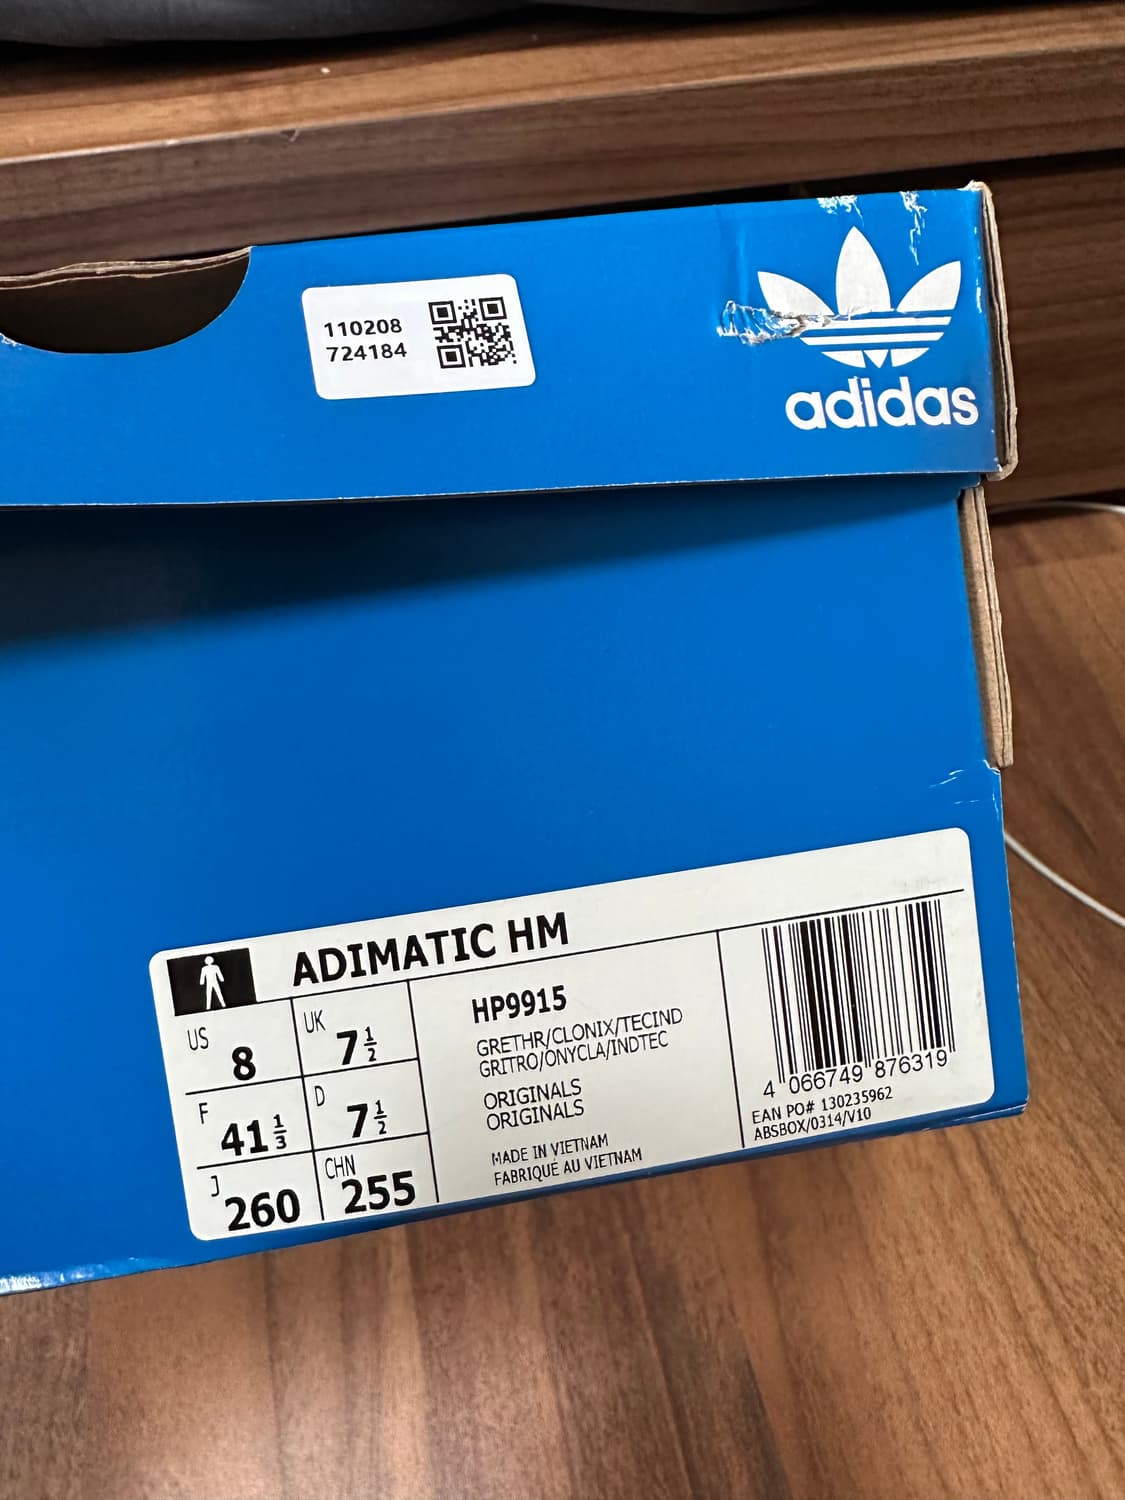 110208
724184
adidas
ADIMATIC HM
US 8
UK 7 1/2
F 41 1/3
D 7 1/2
J 260
CHN 255
HP9915
GRETHR/CLONIX/TECIND
GRITRO/ONYCLA/INDTEC
ORIGINALS
ORIGINALS
MADE IN VIETNAM
FABRIQUÉ AU VIETNAM
4 066749 876319
EAN PO# 130235962
ABSBOX/0314/V10